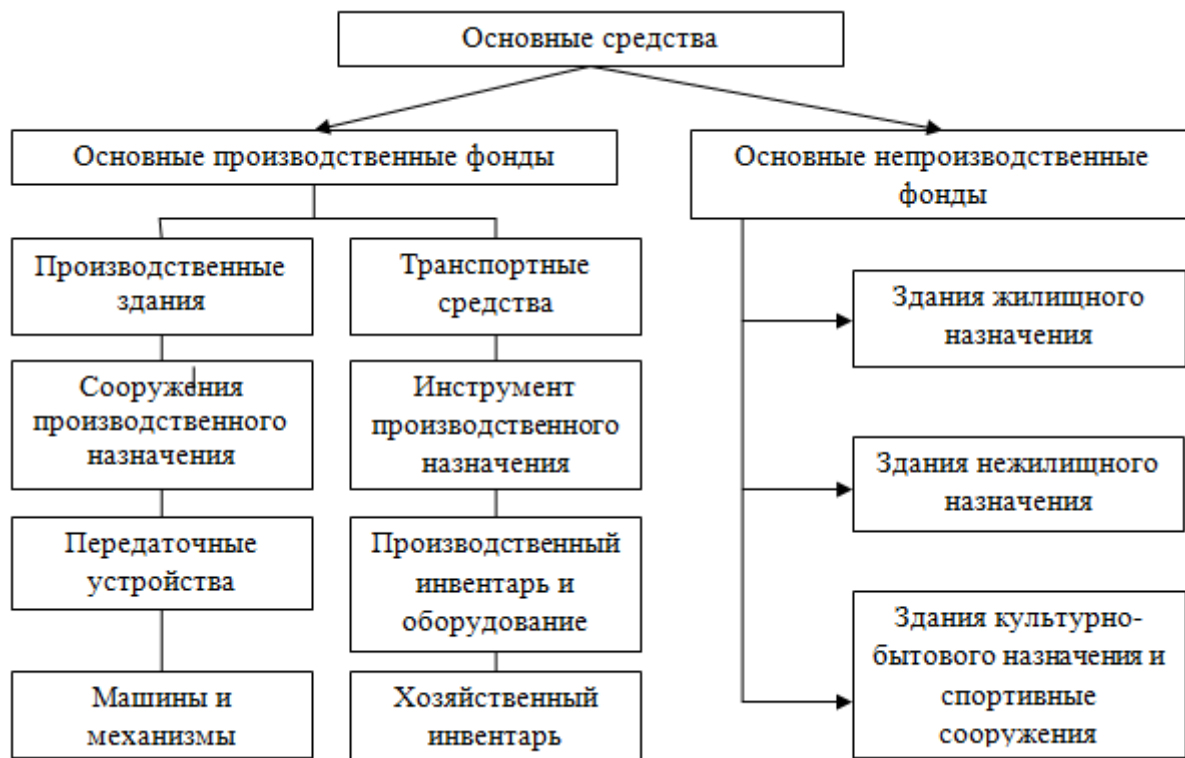 Основные средства
Основные производственные фонды
Основные непроизводственные
фонды
Производственные
здания
Транспортные
средства
Здания жилищного
назначения
Сооружения
производственного
назначения
Инструмент
производственного
назначения
Здания нежилищного
назначения
Передаточные
устройства
Производственный
инвентарь и
оборудование
Здания культурно-
бытового назначения и
спортивные
сооружения
Машины и
механизмы
Хозяйственный
инвентарь